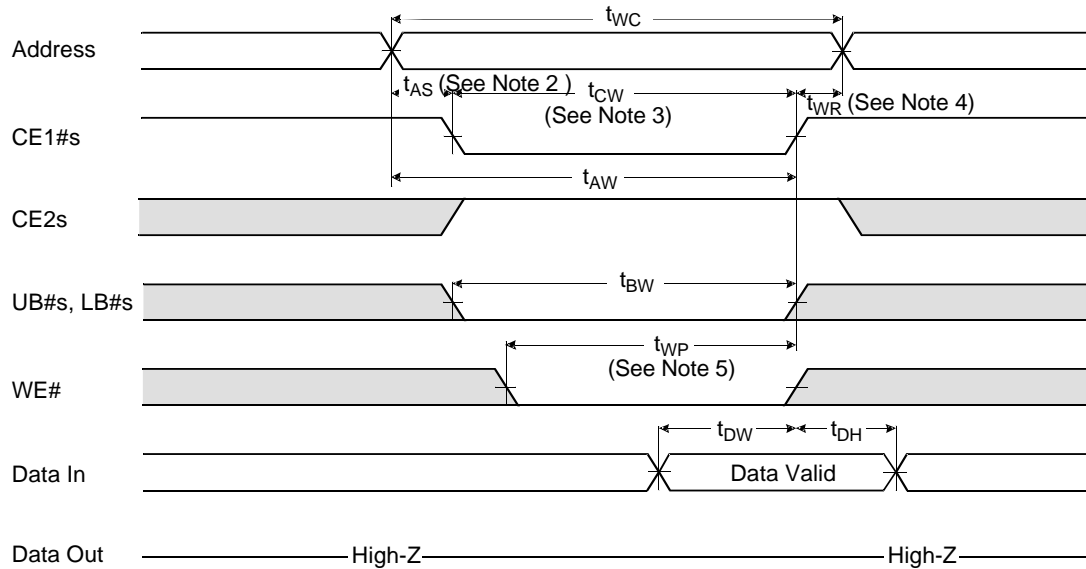 tWC
Address
tAS (See Note 2 )
tCW
(See Note 3)
tWR (See Note 4)
CE1#s
tAW
CE2s
tBW
UB#s, LB#s
tWP
(See Note 5)
WE#
tDW
tDH
Data In
Data Valid
Data Out
High-Z
High-Z